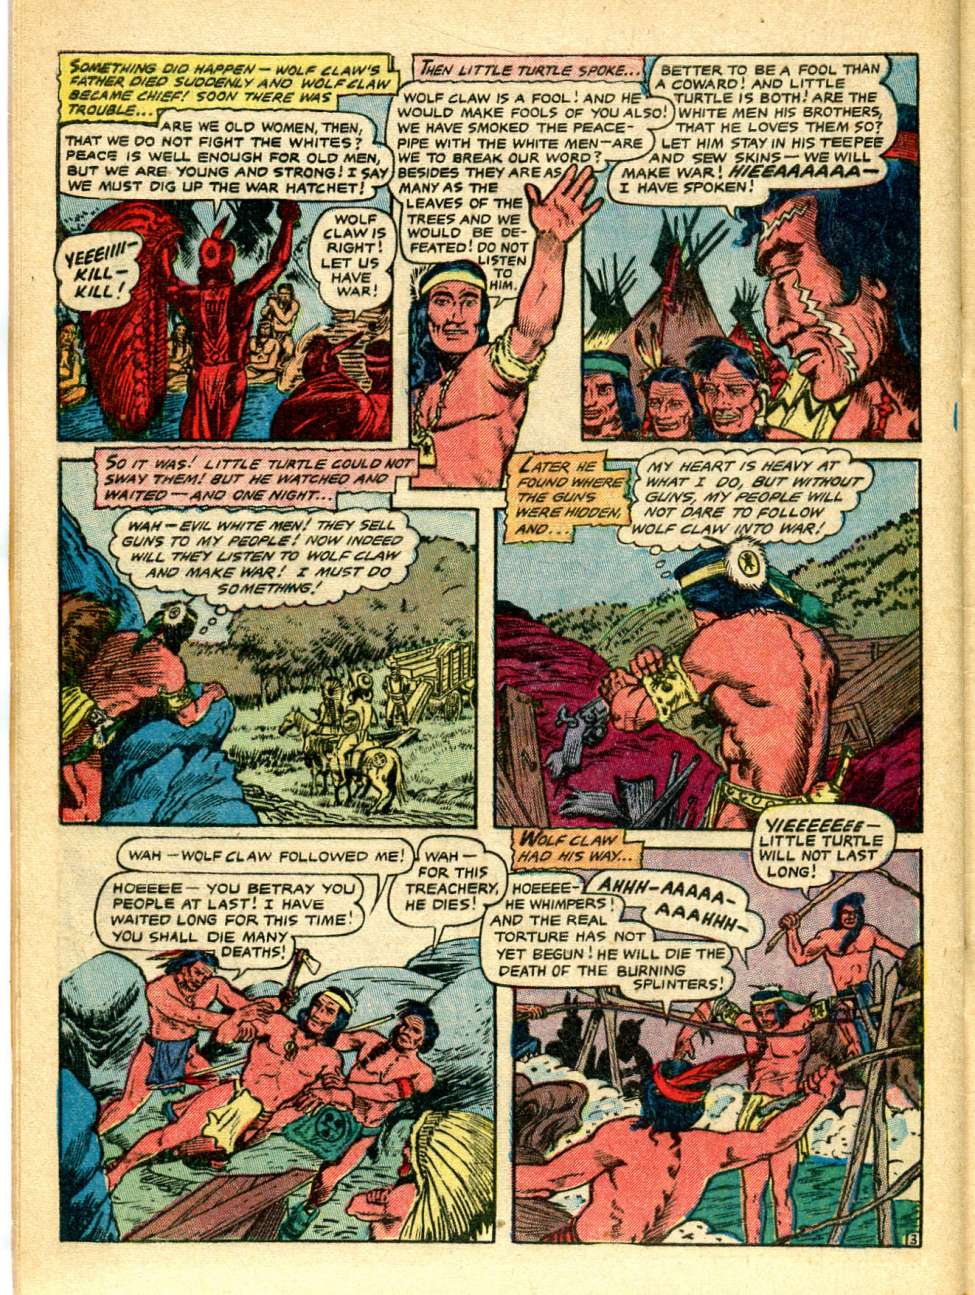 SOMETHING DID HAPPEN — WOLF CLAW'S
FATHER DIED SUDDENLY AND WOLF CLAW
BECAME CHIEF! SOON THERE WAS
TROUBLE...
ARE WE OLD WOMEN, THEN,
THAT WE DO NOT FIGHT THE WHITES?
PEACE IS WELL ENOUGH FOR OLD MEN,
BUT WE ARE YOUNG AND STRONG! I SAY
WE MUST DIG UP THE WAR HATCHET!
YEEEIIII—
KILL—
KILL!
WOLF
CLAW IS
RIGHT!
LET US
HAVE
WAR!
THEN LITTLE TURTLE SPOKE...
WOLF CLAW IS A FOOL! AND HE
WOULD MAKE FOOLS OF YOU ALSO!
WE HAVE SMOKED THE PEACE-
PIPE WITH THE WHITE MEN—ARE
WE TO BREAK OUR WORD?
BESIDES THEY ARE AS
MANY AS THE
LEAVES OF THE
TREES AND WE
WOULD BE DE-
FEATED! DO NOT
LISTEN
TO
HIM.
BETTER TO BE A FOOL THAN
A COWARD! AND LITTLE
TURTLE IS BOTH! ARE THE
WHITE MEN HIS BROTHERS,
THAT HE LOVES THEM SO?
LET HIM STAY IN HIS TEEPEE
AND SEW SKINS — WE WILL
MAKE WAR! HIEEAAAAAA—
I HAVE SPOKEN!
SO IT WAS! LITTLE TURTLE COULD NOT
SWAY THEM! BUT HE WATCHED AND
WAITED — AND ONE NIGHT...
WAH — EVIL WHITE MEN! THEY SELL
GUNS TO MY PEOPLE! NOW INDEED
WILL THEY LISTEN TO WOLF CLAW
AND MAKE WAR! I MUST DO
SOMETHING!
LATER HE
FOUND WHERE
THE GUNS
WERE HIDDEN,
AND...
MY HEART IS HEAVY AT
WHAT I DO, BUT WITHOUT
GUNS, MY PEOPLE WILL
NOT DARE TO FOLLOW
WOLF CLAW INTO WAR!
WAH — WOLF CLAW FOLLOWED ME!
HOEEEE — YOU BETRAY YOU
PEOPLE AT LAST! I HAVE
WAITED LONG FOR THIS TIME!
YOU SHALL DIE MANY
DEATHS!
WAH —
FOR THIS
TREACHERY,
HE DIES!
WOLF CLAW
HAD HIS WAY...
HOEEEE—
HE WHIMPERS!
AND THE REAL
TORTURE HAS NOT
YET BEGUN! HE WILL DIE THE
DEATH OF THE BURNING
SPLINTERS!
AHHH-AAAAA-
AAAHHH—
YIEEEEEEE—
LITTLE TURTLE
WILL NOT LAST
LONG!
3